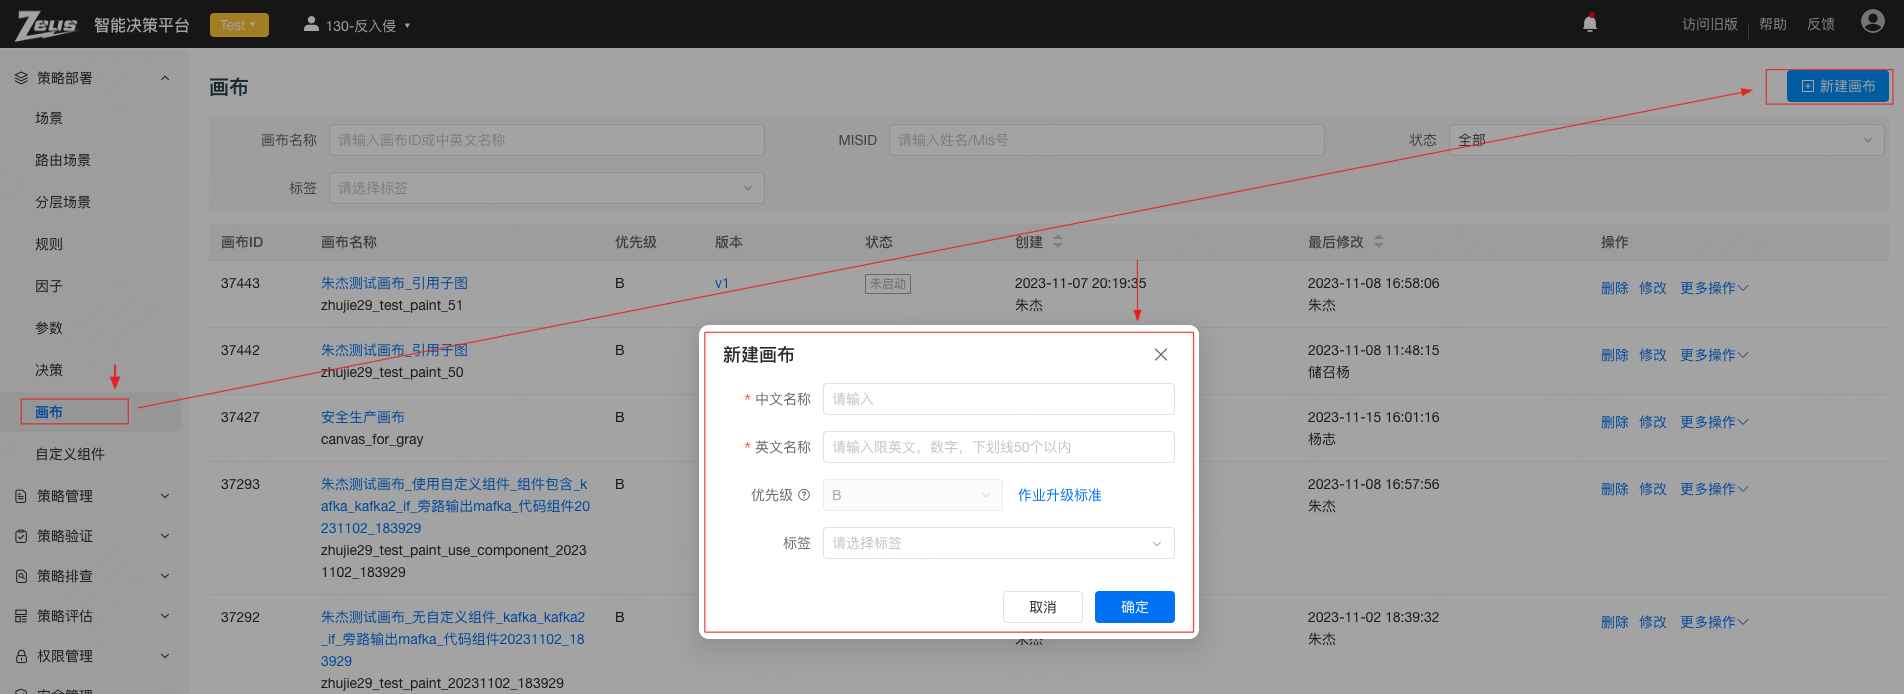 Zeus 智能决策平台 Test 130-反入侵 访问旧版 帮助 反馈
策略部署
场景
路由场景
分层场景
规则
因子
参数
决策
画布
自定义组件
策略管理
策略验证
策略排查
策略评估
权限管理
画布
新建画布
画布名称 请输入画布ID或中英文名称 MISID 请输入姓名/Mis号 状态 全部
标签 请选择标签
画布ID 画布名称 优先级 版本 状态 创建 最后修改 操作
37443 朱杰测试画布_引用子图 B v1 未启动 2023-11-07 20:19:35 2023-11-08 16:58:06 删除 修改 更多操作
zhujie29_test_paint_51 朱杰 朱杰
37442 朱杰测试画布_引用子图 B 2023-11-08 11:48:15 删除 修改 更多操作
zhujie29_test_paint_50 储召杨
37427 安全生产画布 B 2023-11-15 16:01:16 删除 修改 更多操作
canvas_for_gray 杨志
37293 朱杰测试画布_使用自定义组件_组件包含_k B 2023-11-08 16:57:56 删除 修改 更多操作
afka_kafka2_if_旁路输出mafka_代码组件20 朱杰
231102_183929
zhujie29_test_paint_use_component_2023
1102_183929
37292 朱杰测试画布_无自定义组件_kafka_kafka2 B 2023-11-02 18:39:32 删除 修改 更多操作
_if_旁路输出mafka_代码组件20231102_18 朱杰 朱杰
3929
zhujie29_test_paint_20231102_183929
新建画布
* 中文名称 请输入
* 英文名称 请输入限英文，数字，下划线50个以内
优先级 B 作业升级标准
标签 请选择标签
取消 确定